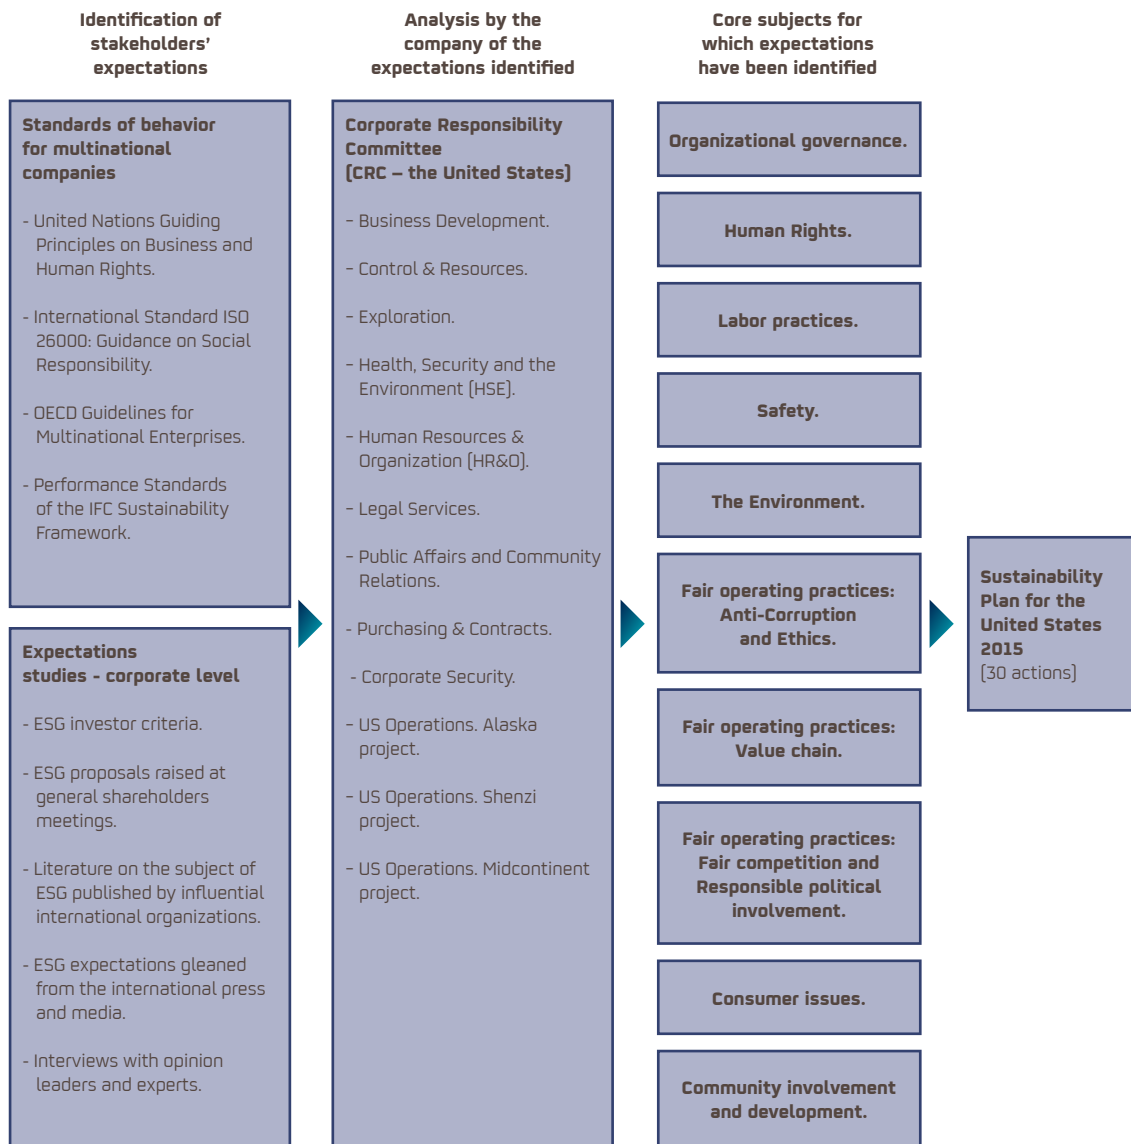 Identification of
stakeholders’
expectations
Standards of behavior
for multinational
companies
- United Nations Guiding
Principles on Business and
Human Rights.
- International Standard ISO
26000: Guidance on Social
Responsibility.
- OECD Guidelines for
Multinational Enterprises.
- Performance Standards
of the IFC Sustainability
Framework.
Expectations
studies - corporate level
- ESG investor criteria.
- ESG proposals raised at
general shareholders
meetings.
- Literature on the subject of
ESG published by influential
international organizations.
- ESG expectations gleaned
from the international press
and media.
- Interviews with opinion
leaders and experts.
Analysis by the
company of the
expectations identified
Corporate Responsibility
Committee
(CRC – the United States)
– Business Development.
– Control & Resources.
– Exploration.
– Health, Security and the
Environment (HSE).
– Human Resources &
Organization (HR&O).
– Legal Services.
– Public Affairs and Community
Relations.
- Purchasing & Contracts.
- Corporate Security.
– US Operations. Alaska
project.
– US Operations. Shenzi
project.
– US Operations. Midcontinent
project.
Core subjects for
which expectations
have been identified
Organizational governance.
Human Rights.
Labor practices.
Safety.
The Environment.
Fair operating practices:
Anti-Corruption
and Ethics.
Fair operating practices:
Value chain.
Fair operating practices:
Fair competition and
Responsible political
involvement.
Consumer issues.
Community involvement
and development.
Sustainability
Plan for the
United States
2015
(30 actions)